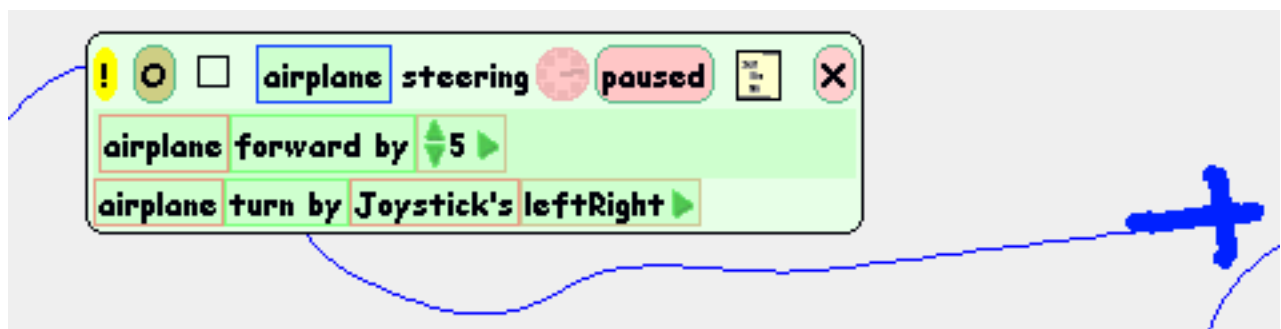 ! airplane steering paused
airplane forward by 5
airplane turn by Joystick's leftRight